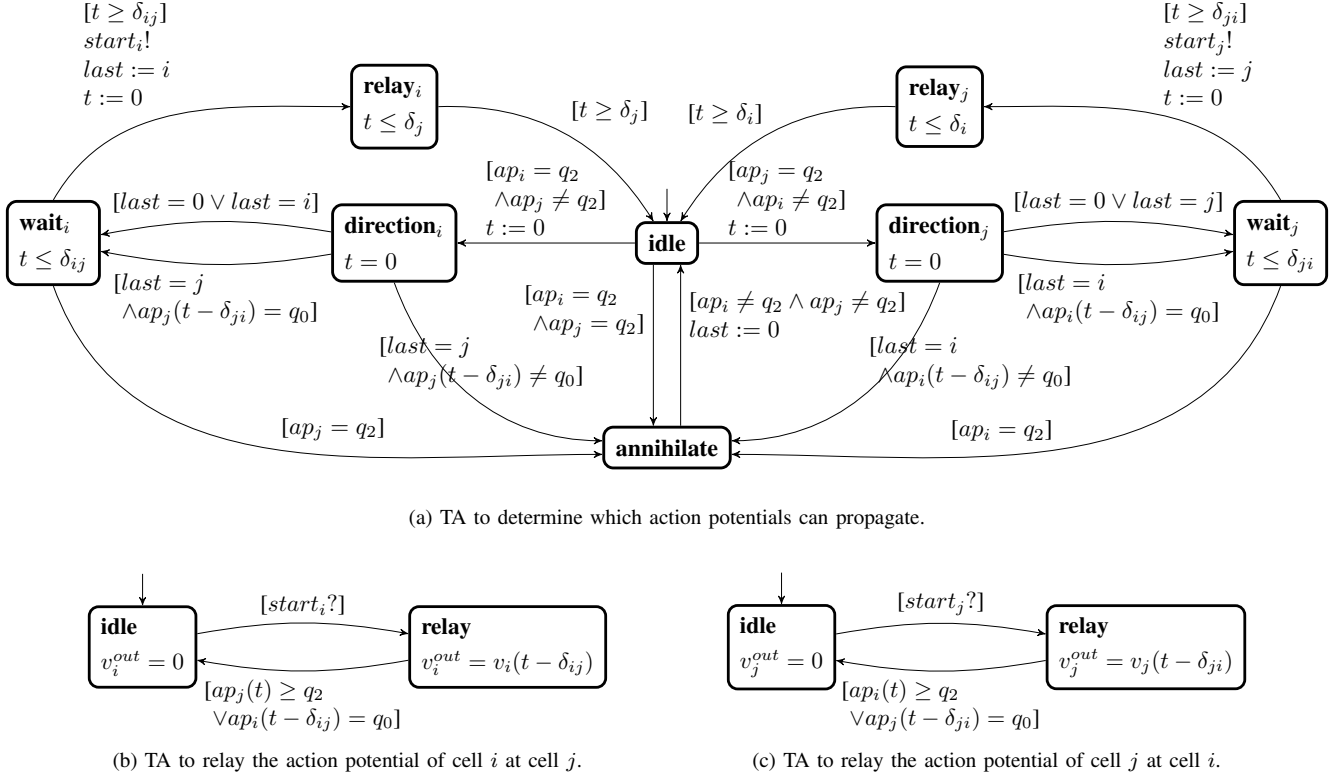 [t ≥ δ_ij]
start_i!
last := i
t := 0
relay_i
t ≤ δ_j
[t ≥ δ_j]
[t ≥ δ_i]
relay_j
t ≤ δ_i
[t ≥ δ_ji]
start_j!
last := j
t := 0
wait_i
t ≤ δ_ij
[last = 0 ∨ last = i]
[last = j
∧ap_j(t − δ_ji) = q_0]
direction_i
t = 0
[ap_i = q_2
∧ap_j ≠ q_2]
t := 0
idle
[ap_j = q_2
∧ap_i ≠ q_2]
t := 0
direction_j
t = 0
[last = 0 ∨ last = j]
[last = i
∧ap_i(t − δ_ij) = q_0]
wait_j
t ≤ δ_ji
[last = j
∧ap_j(t − δ_ji) ≠ q_0]
[ap_i = q_2
∧ap_j = q_2]
[ap_i ≠ q_2 ∧ ap_j ≠ q_2]
last := 0
[last = i
∧ap_i(t − δ_ij) ≠ q_0]
[ap_j = q_2]
annihilate
[ap_i = q_2]
(a) TA to determine which action potentials can propagate.
idle
v_i^out = 0
[start_i?]
relay
v_i^out = v_i(t − δ_ij)
[ap_j(t) ≥ q_2
∨ap_i(t − δ_ij) = q_0]
(b) TA to relay the action potential of cell i at cell j.
idle
v_j^out = 0
[start_j?]
relay
v_j^out = v_j(t − δ_ji)
[ap_i(t) ≥ q_2
∨ap_j(t − δ_ji) = q_0]
(c) TA to relay the action potential of cell j at cell i.